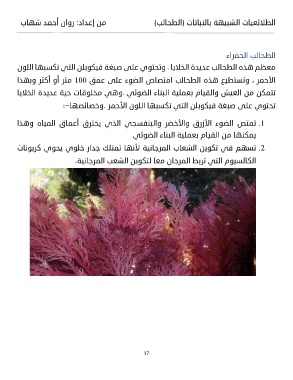 الطلائعيات الشبيهة بالنباتات (الطحالب) من إعداد: روان أحمد شهاب
الطحالب الحمراء
معظم هذه الطحالب عديدة الخلايا . وتحتوي على صبغة فيكوبلن التي تكسبها اللون
الأحمر ، وتستطيع هذه الطحالب امتصاص الضوء على عمق 100 متر أو أكثر وبهذا
تتمكن من العيش والقيام بعملية البناء الضوئي .وهي مخلوقات حية عديدة الخلايا
تحتوي على صبغة فيكوبلن التي تكسبها اللون الأحمر .وخصائصها:-
1. تمتص الضوء الأزرق والأخضر والبنفسجي الذي يخترق أعماق المياه وهذا
يمكنها من القيام بعملية البناء الضوئي.
2. تسهم في تكوين الشعاب المرجانية لأنها تمتلك جدار خلوي يحوي كربونات
الكالسيوم التي تربط المرجان معا لتكوين الشعب المرجانية.
17